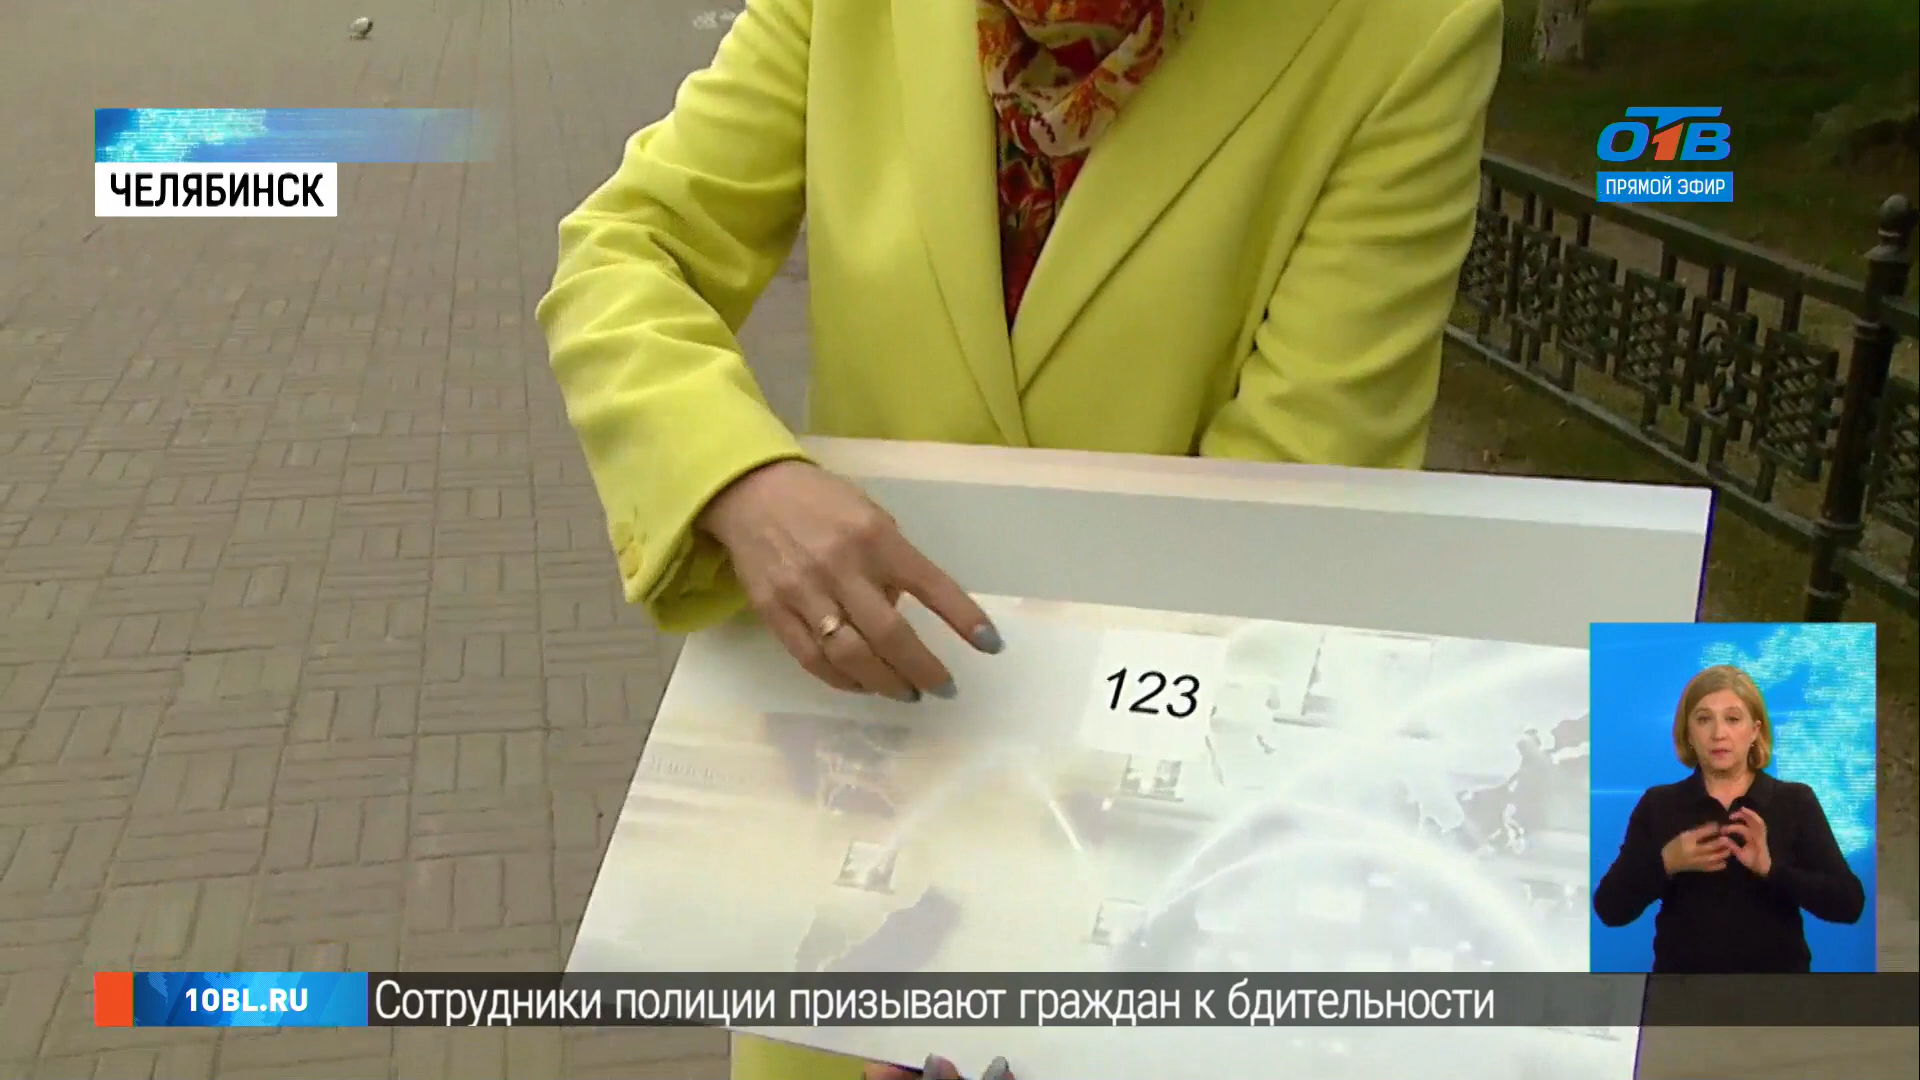 ЧЕЛЯБИНСК
ОТВ
ПРЯМОЙ ЭФИР
123
10BL.RU
Сотрудники полиции призывают граждан к бдительности